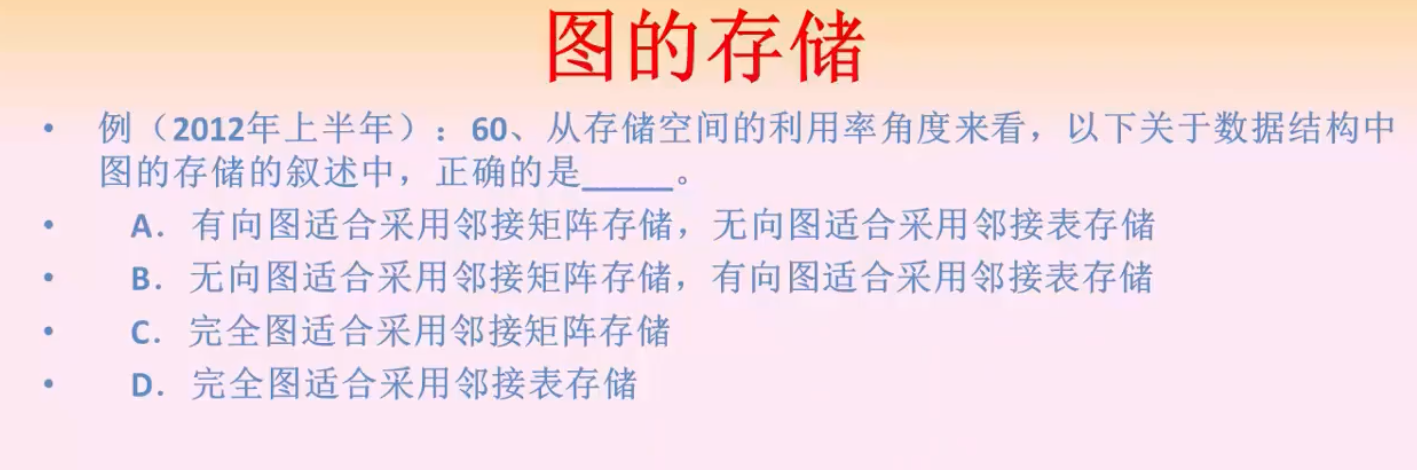 图的存储
• 例（2012年上半年）：60、从存储空间的利用率角度来看，以下关于数据结构中
图的存储的叙述中，正确的是_____。
• A．有向图适合采用邻接矩阵存储，无向图适合采用邻接表存储
• B．无向图适合采用邻接矩阵存储，有向图适合采用邻接表存储
• C．完全图适合采用邻接矩阵存储
• D．完全图适合采用邻接表存储